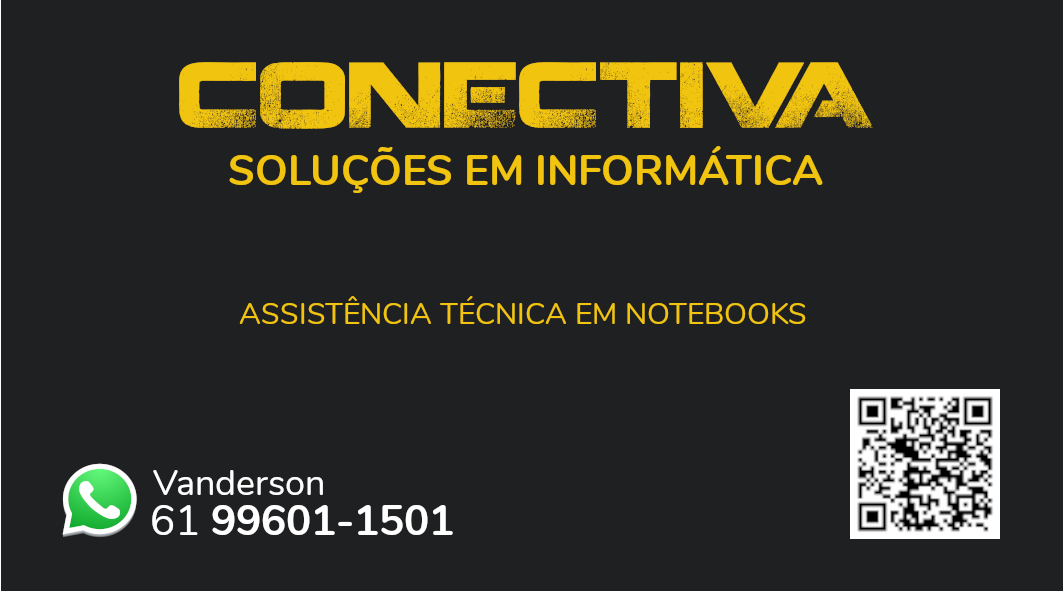 CONECTIVA
SOLUÇÕES EM INFORMÁTICA
ASSISTÊNCIA TÉCNICA EM NOTEBOOKS
Vanderson
61 99601-1501